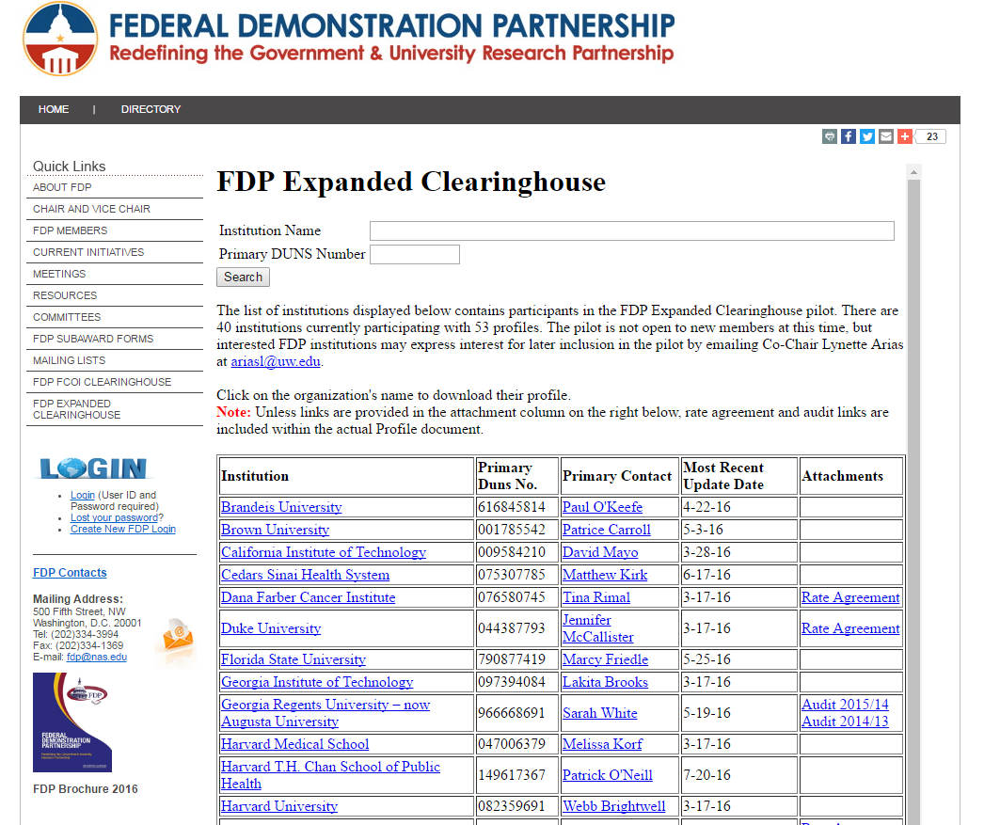 FEDERAL DEMONSTRATION PARTNERSHIP
Redefining the Government & University Research Partnership
HOME | DIRECTORY
23
Quick Links
ABOUT FDP
CHAIR AND VICE CHAIR
FDP MEMBERS
CURRENT INITIATIVES
MEETINGS
RESOURCES
COMMITTEES
FDP SUBAWARD FORMS
MAILING LISTS
FDP FCOI CLEARINGHOUSE
FDP EXPANDED
CLEARINGHOUSE
LOGIN
Login (User ID and
Password required)
Lost your password?
Create New FDP Login
FDP Contacts
Mailing Address:
500 Fifth Street, NW
Washington, D.C. 20001
Tel: (202)334-3994
Fax: (202)334-1369
E-mail: fdp@nas.edu
FDP
FEDERAL
DEMONSTRATION
PARTNERSHIP
FDP Brochure 2016
FDP Expanded Clearinghouse
Institution Name
Primary DUNS Number
Search
The list of institutions displayed below contains participants in the FDP Expanded Clearinghouse pilot. There are
40 institutions currently participating with 53 profiles. The pilot is not open to new members at this time, but
interested FDP institutions may express interest for later inclusion in the pilot by emailing Co-Chair Lynette Arias
at ariasl@uw.edu.
Click on the organization's name to download their profile.
Note: Unless links are provided in the attachment column on the right below, rate agreement and audit links are
included within the actual Profile document.
Institution Primary Duns No. Primary Contact Most Recent Update Date Attachments
Brandeis University 616845814 Paul O'Keefe 4-22-16
Brown University 001785542 Patrice Carroll 5-3-16
California Institute of Technology 009584210 David Mayo 3-28-16
Cedars Sinai Health System 075307785 Matthew Kirk 6-17-16
Dana Farber Cancer Institute 076580745 Tina Rimal 3-17-16 Rate Agreement
Duke University 044387793 Jennifer McCallister 3-17-16 Rate Agreement
Florida State University 790877419 Marcy Friedle 5-25-16
Georgia Institute of Technology 097394084 Lakita Brooks 3-17-16
Georgia Regents University – now Augusta University 966668691 Sarah White 5-19-16 Audit 2015/14 Audit 2014/13
Harvard Medical School 047006379 Melissa Korf 3-17-16
Harvard T.H. Chan School of Public Health 149617367 Patrick O'Neill 7-20-16
Harvard University 082359691 Webb Brightwell 3-17-16